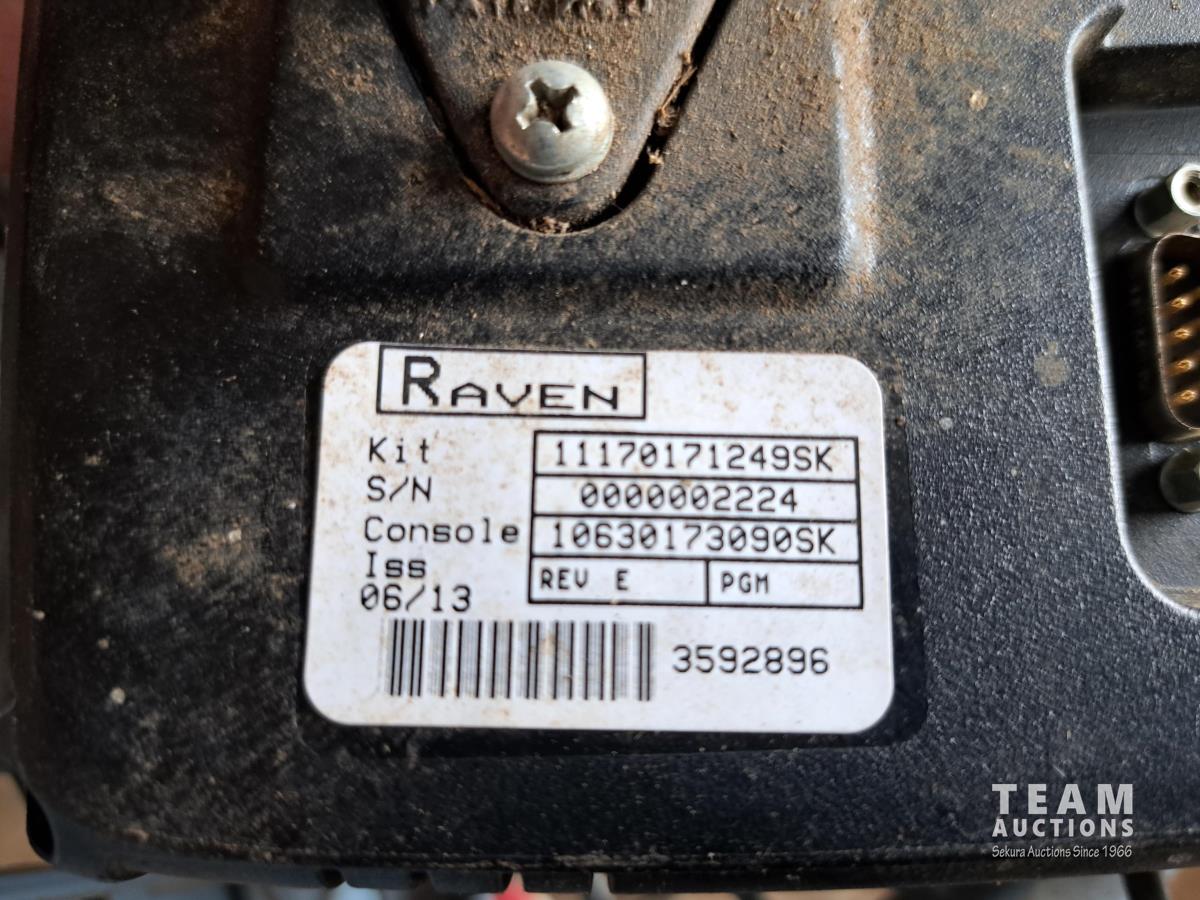 RAVEN
Kit 11170171249SK
S/N 0000002224
Console 10630173090SK
Iss REV E PGM
06/13
3592896
TEAM
AUCTIONS
Sekura Auctions Since 1966